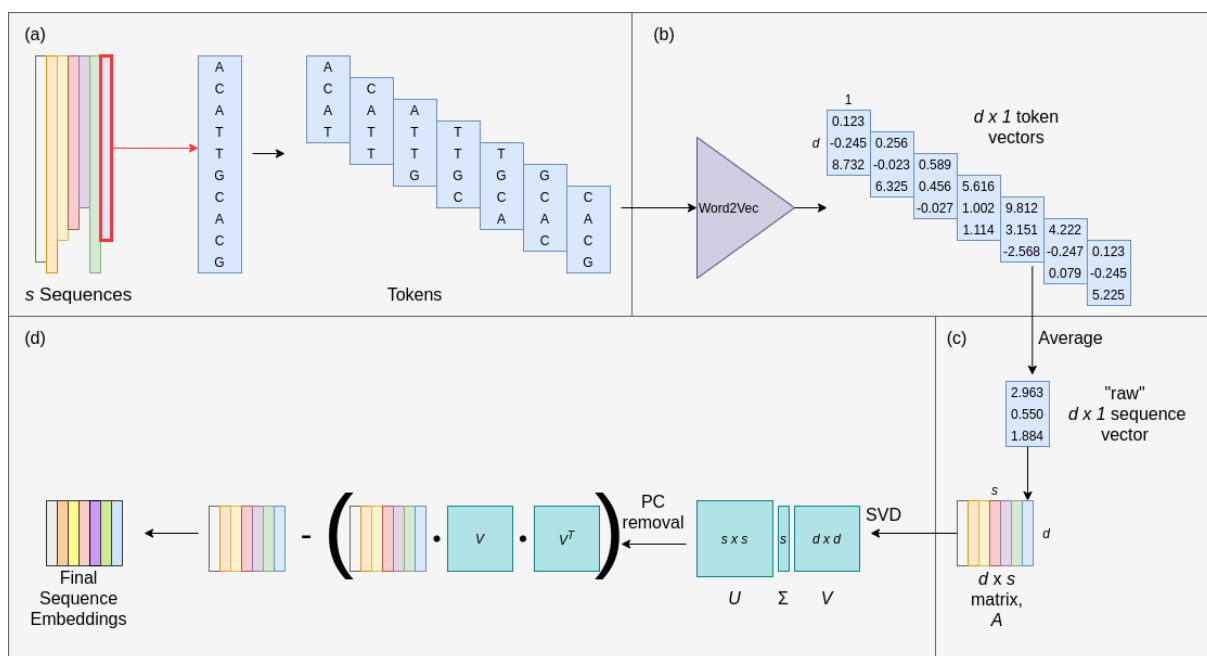 (a)
A
C
A
T
T
G
C
A
C
G
A
C
A
T
C
A
T
T
A
T
T
G
T
T
G
C
T
G
C
A
G
C
A
C
C
A
C
G
s Sequences
Tokens
(b)
Word2Vec
1
d
0.123
-0.245
8.732
0.256
-0.023
6.325
0.589
0.456
-0.027
5.616
1.002
1.114
9.812
3.151
-2.568
4.222
-0.247
0.079
0.123
-0.245
5.225
d x 1 token
vectors
(c)
Average
2.963
0.550
1.884
"raw"
d x 1 sequence
vector
s
d
d x s
matrix,
A
(d)
SVD
s x s
s
d x d
U
Σ
V
PC
removal
-
(
•
V
•
V^T
)
Final
Sequence
Embeddings